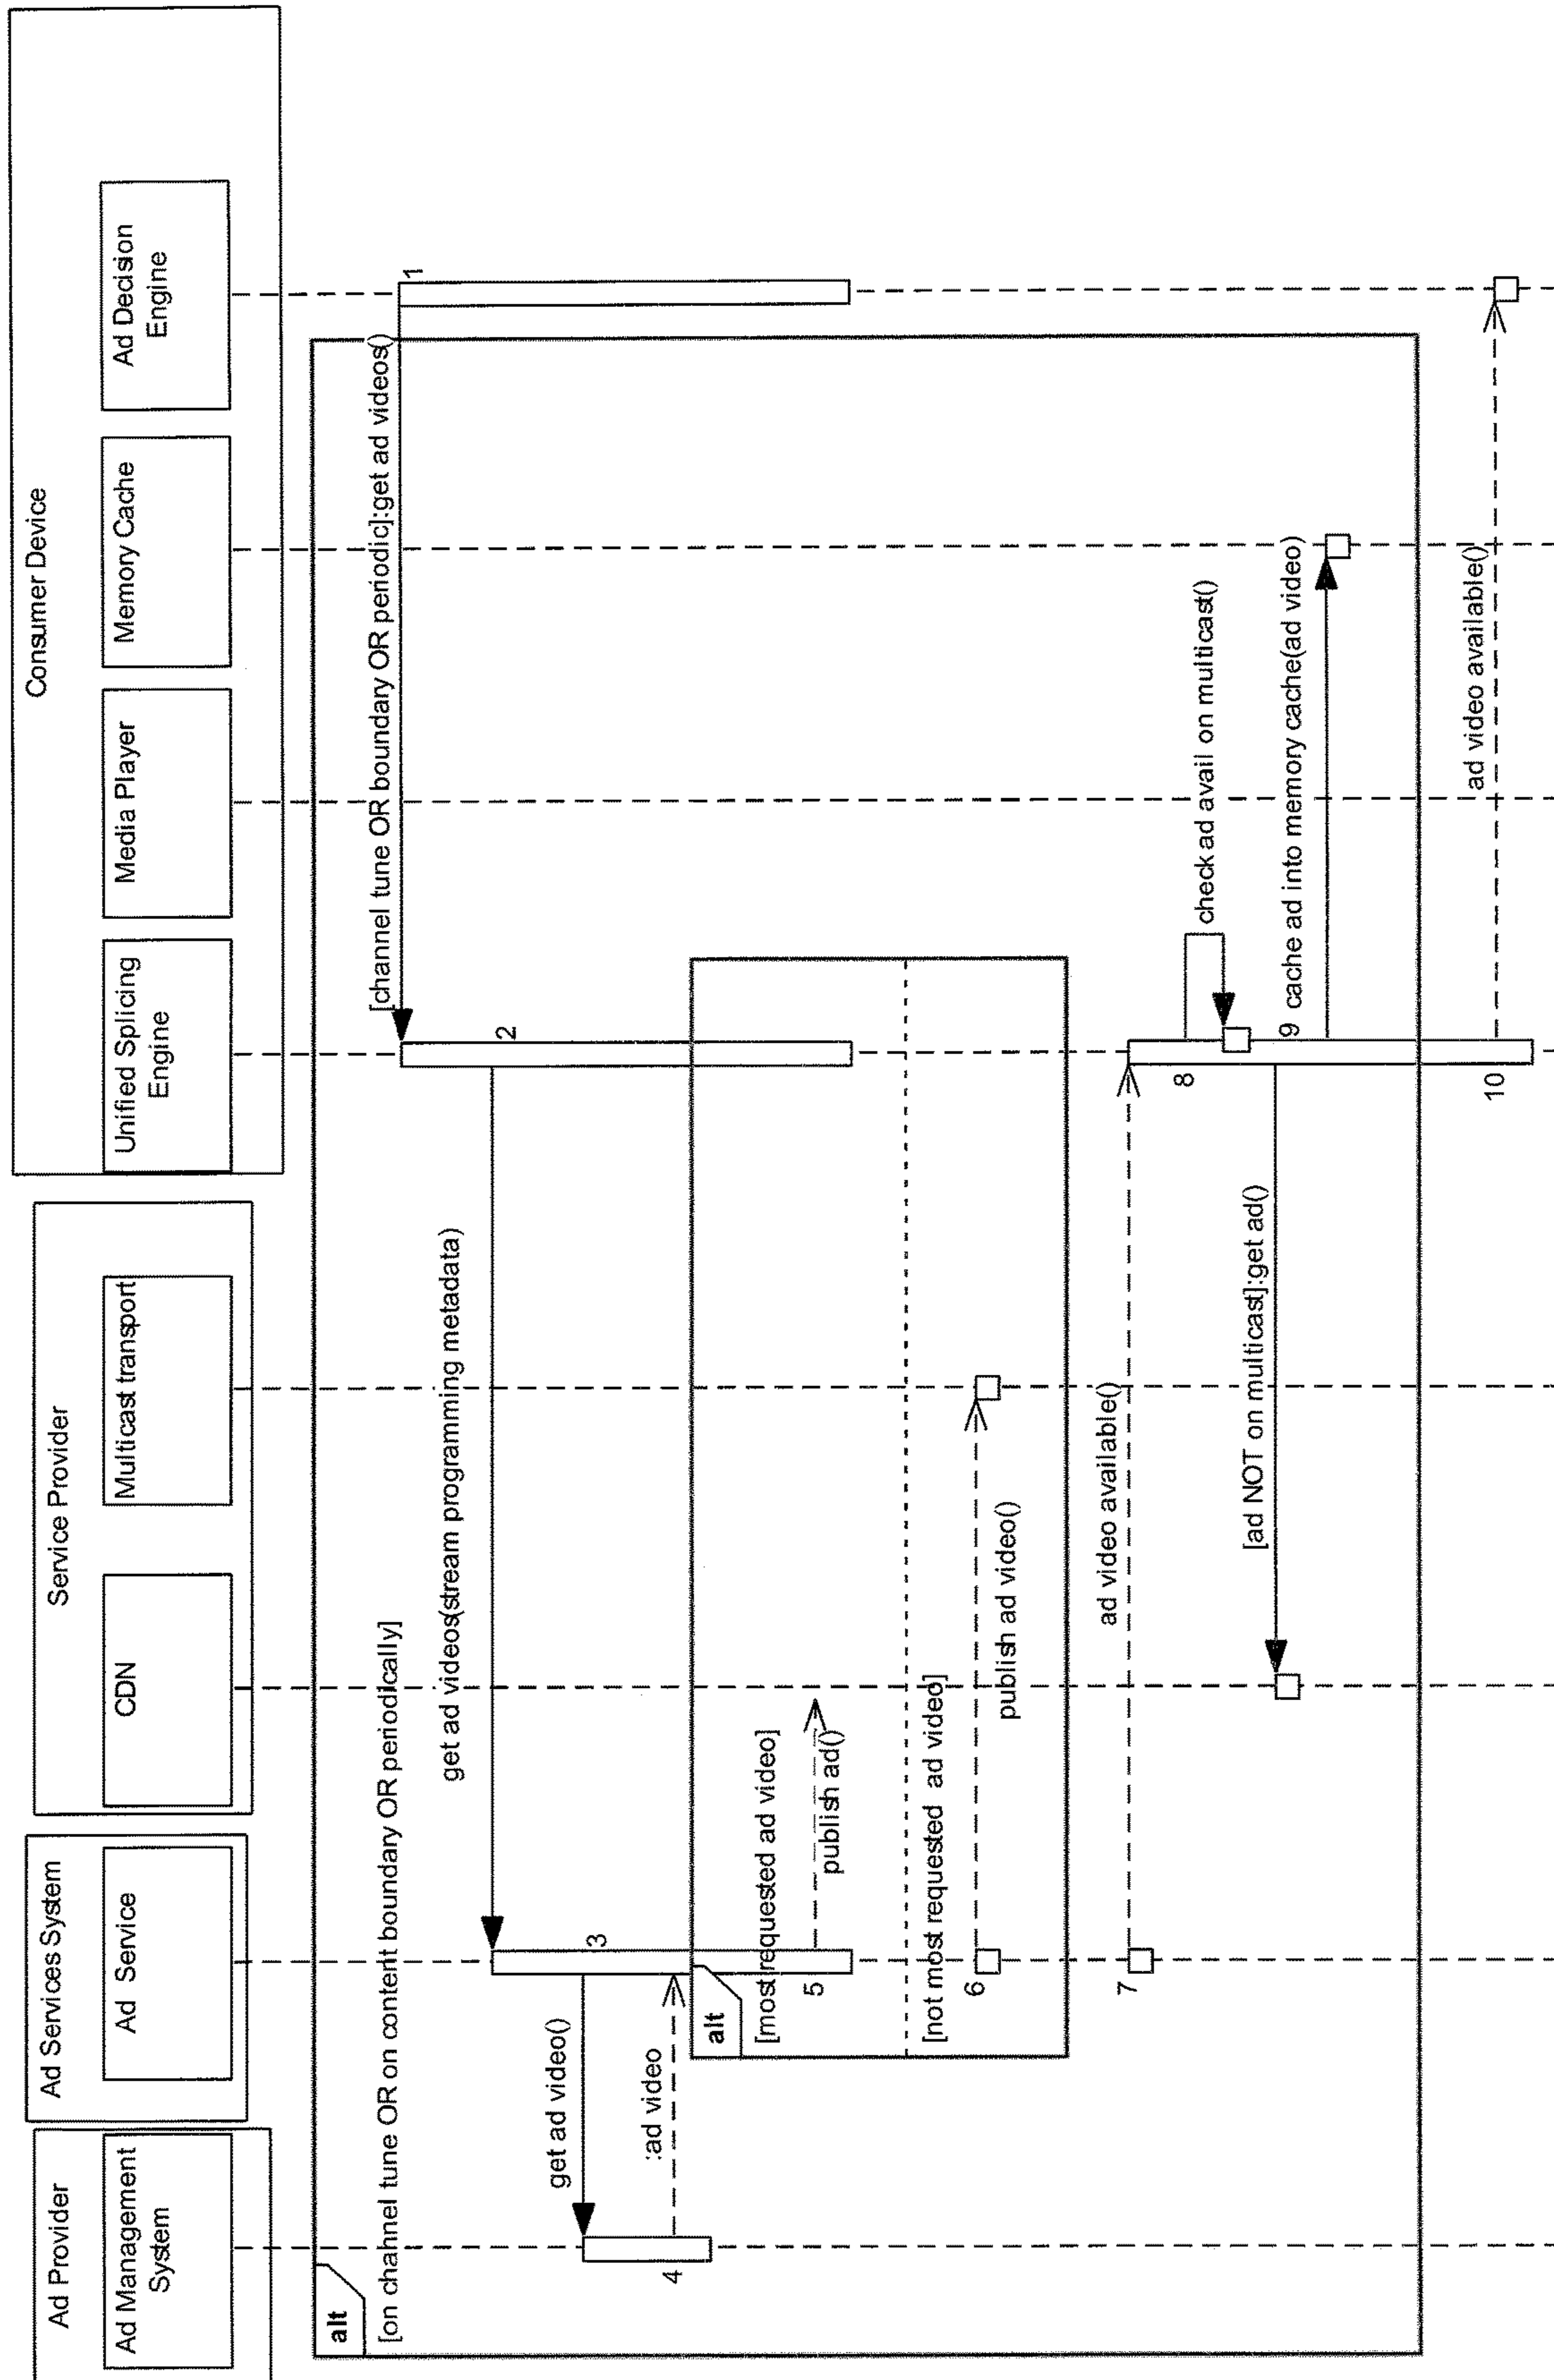 Ad Provider
Ad Services System
Service Provider
Consumer Device
Ad Management
System
Ad Service
CDN
Multicast transport
Unified Splicing
Engine
Media Player
Memory Cache
Ad Decision
Engine
alt
[on channel tune OR on content boundary OR periodically]
[channel tune OR boundary OR periodic]:get ad videos()
1
2
get ad videos(stream programming metadata)
3
get ad video()
4
:ad video
alt
[most requested ad video]
5
publish ad()
[not most requested ad video]
6
publish ad video()
7
ad video available()
8
check ad avail on multicast()
[ad NOT on multicast]:get ad()
9 cache ad into memory cache(ad video)
10
ad video available()